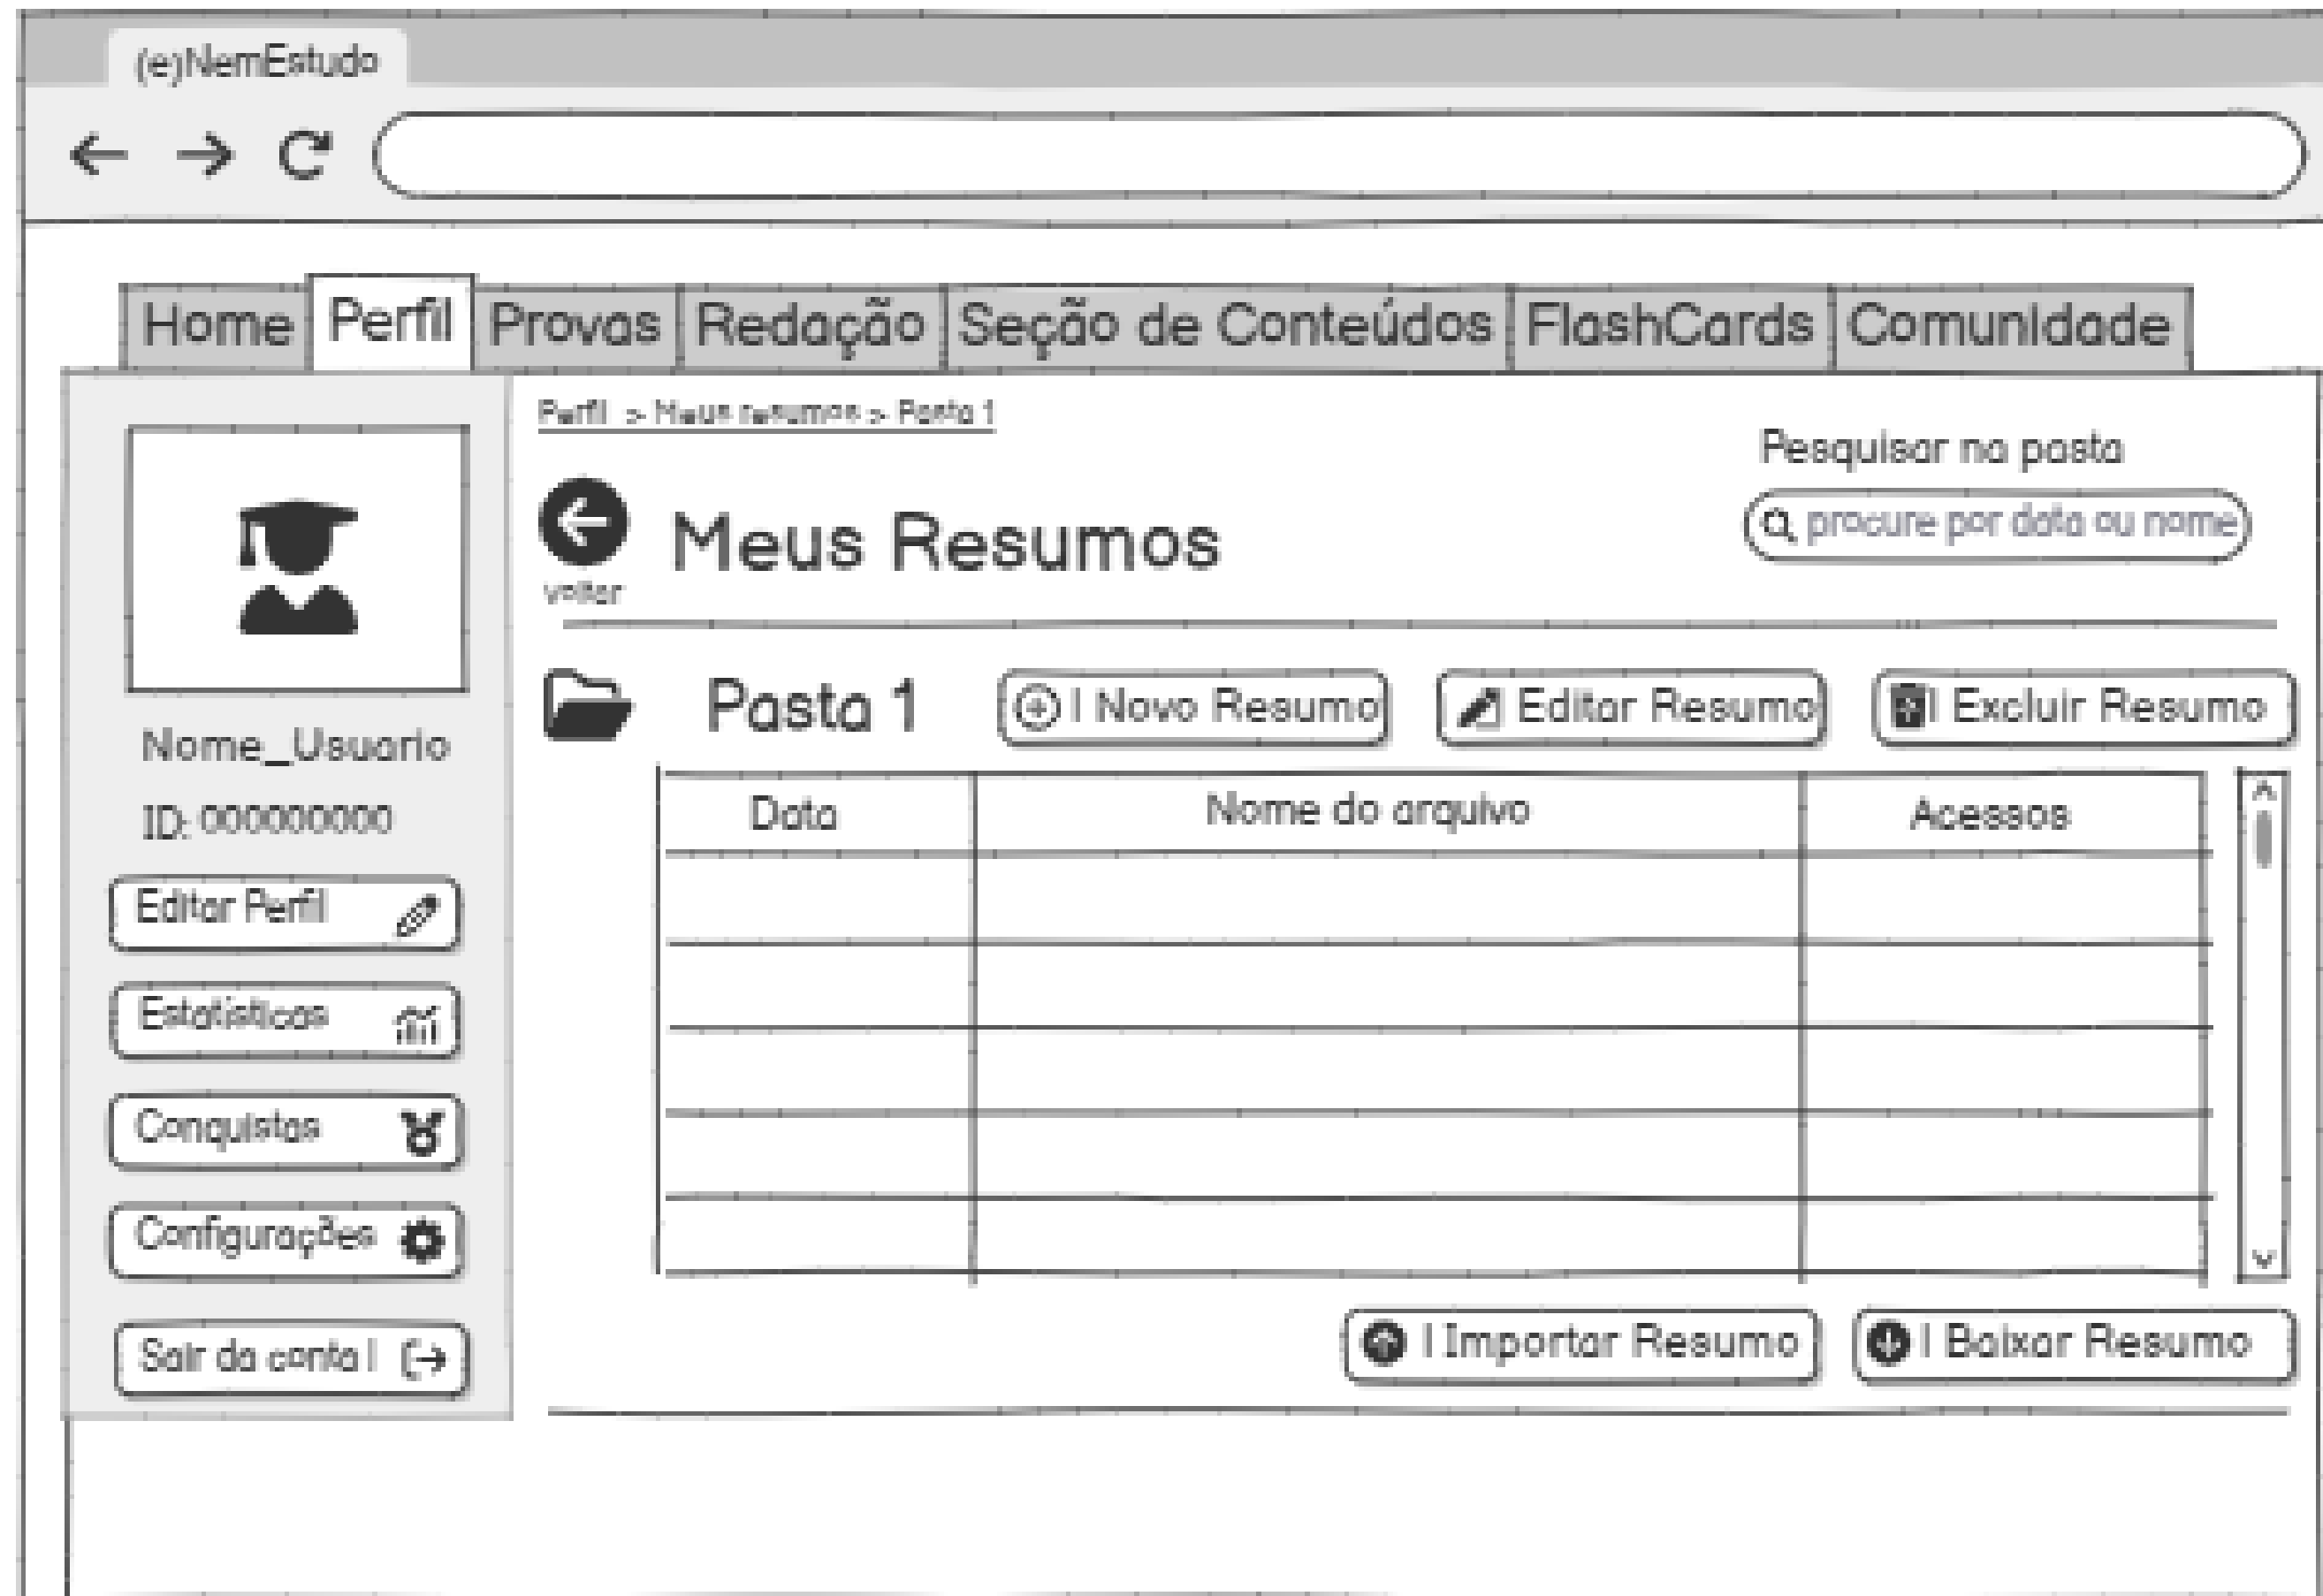 (e)NemEstudo
Home Perfil Provas Redação Seção de Conteúdos FlashCards Comunidade
Perfil > Meus resumos > Pasta 1
Pesquisar na pasta
procure por data ou nome
Meus Resumos
voltar
Pasta 1 | Novo Resumo Editar Resumo | Excluir Resumo
Nome_Usuario
ID: 000000000
Data Nome do arquivo Acessos
Editar Perfil
Estatísticas
Conquistas
Configurações
Sair da conta |
| Importar Resumo | Baixar Resumo